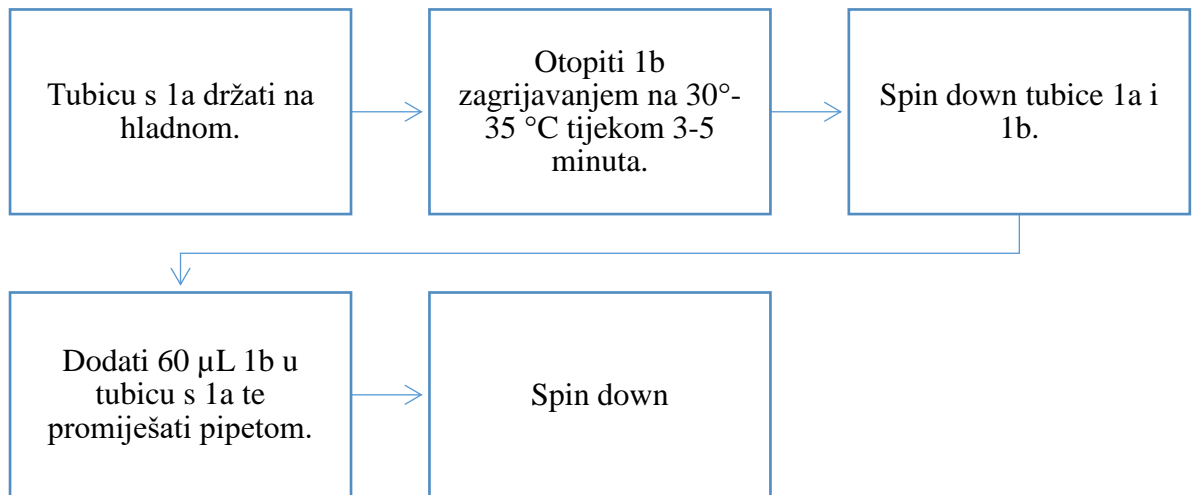 Tubicu s 1a držati na
hladnom.
Otopiti 1b
zagrijavanjem na 30°-
35 °C tijekom 3-5
minuta.
Spin down tubice 1a i
1b.
Dodati 60 µL 1b u
tubicu s 1a te
promiješati pipetom.
Spin down